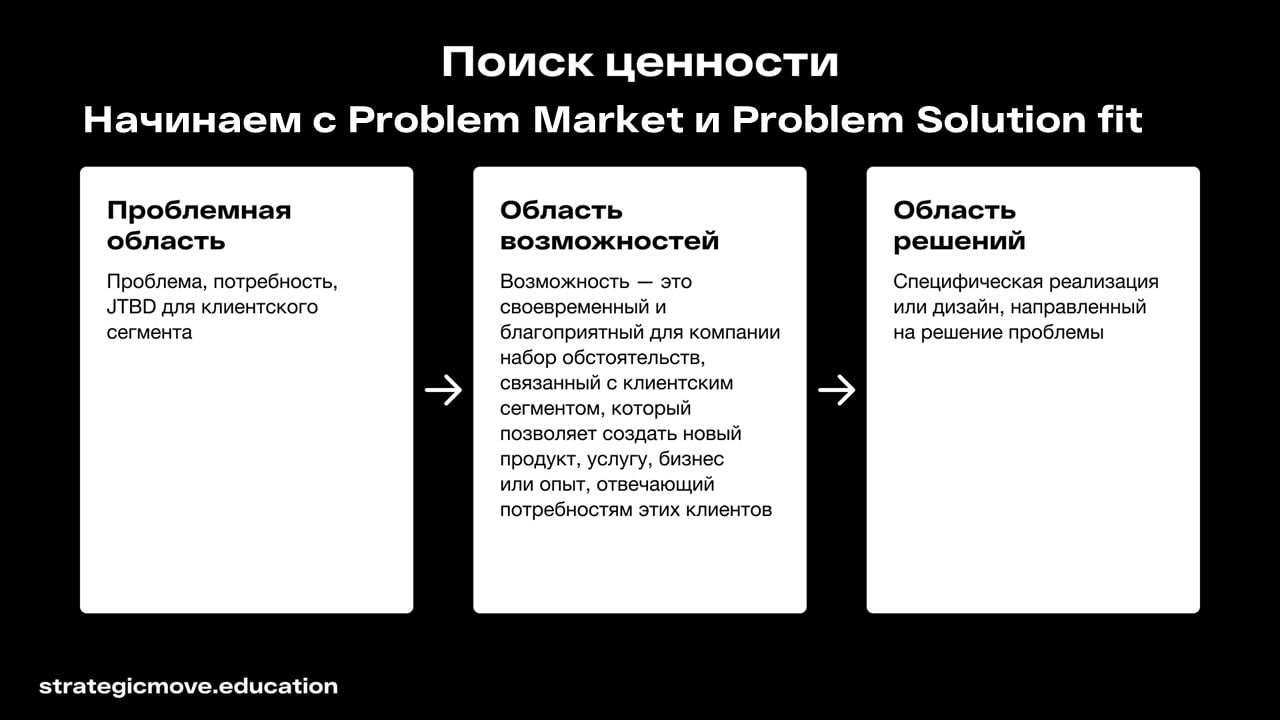 Поиск ценности
Начинаем с Problem Market и Problem Solution fit
Проблемная
область
Проблема, потребность,
JTBD для клиентского
сегмента
Область
возможностей
Возможность — это
своевременный и
благоприятный для компании
набор обстоятельств,
связанный с клиентским
сегментом, который
позволяет создать новый
продукт, услугу, бизнес
или опыт, отвечающий
потребностям этих клиентов
Область
решений
Специфическая реализация
или дизайн, направленный
на решение проблемы
strategicmove.education